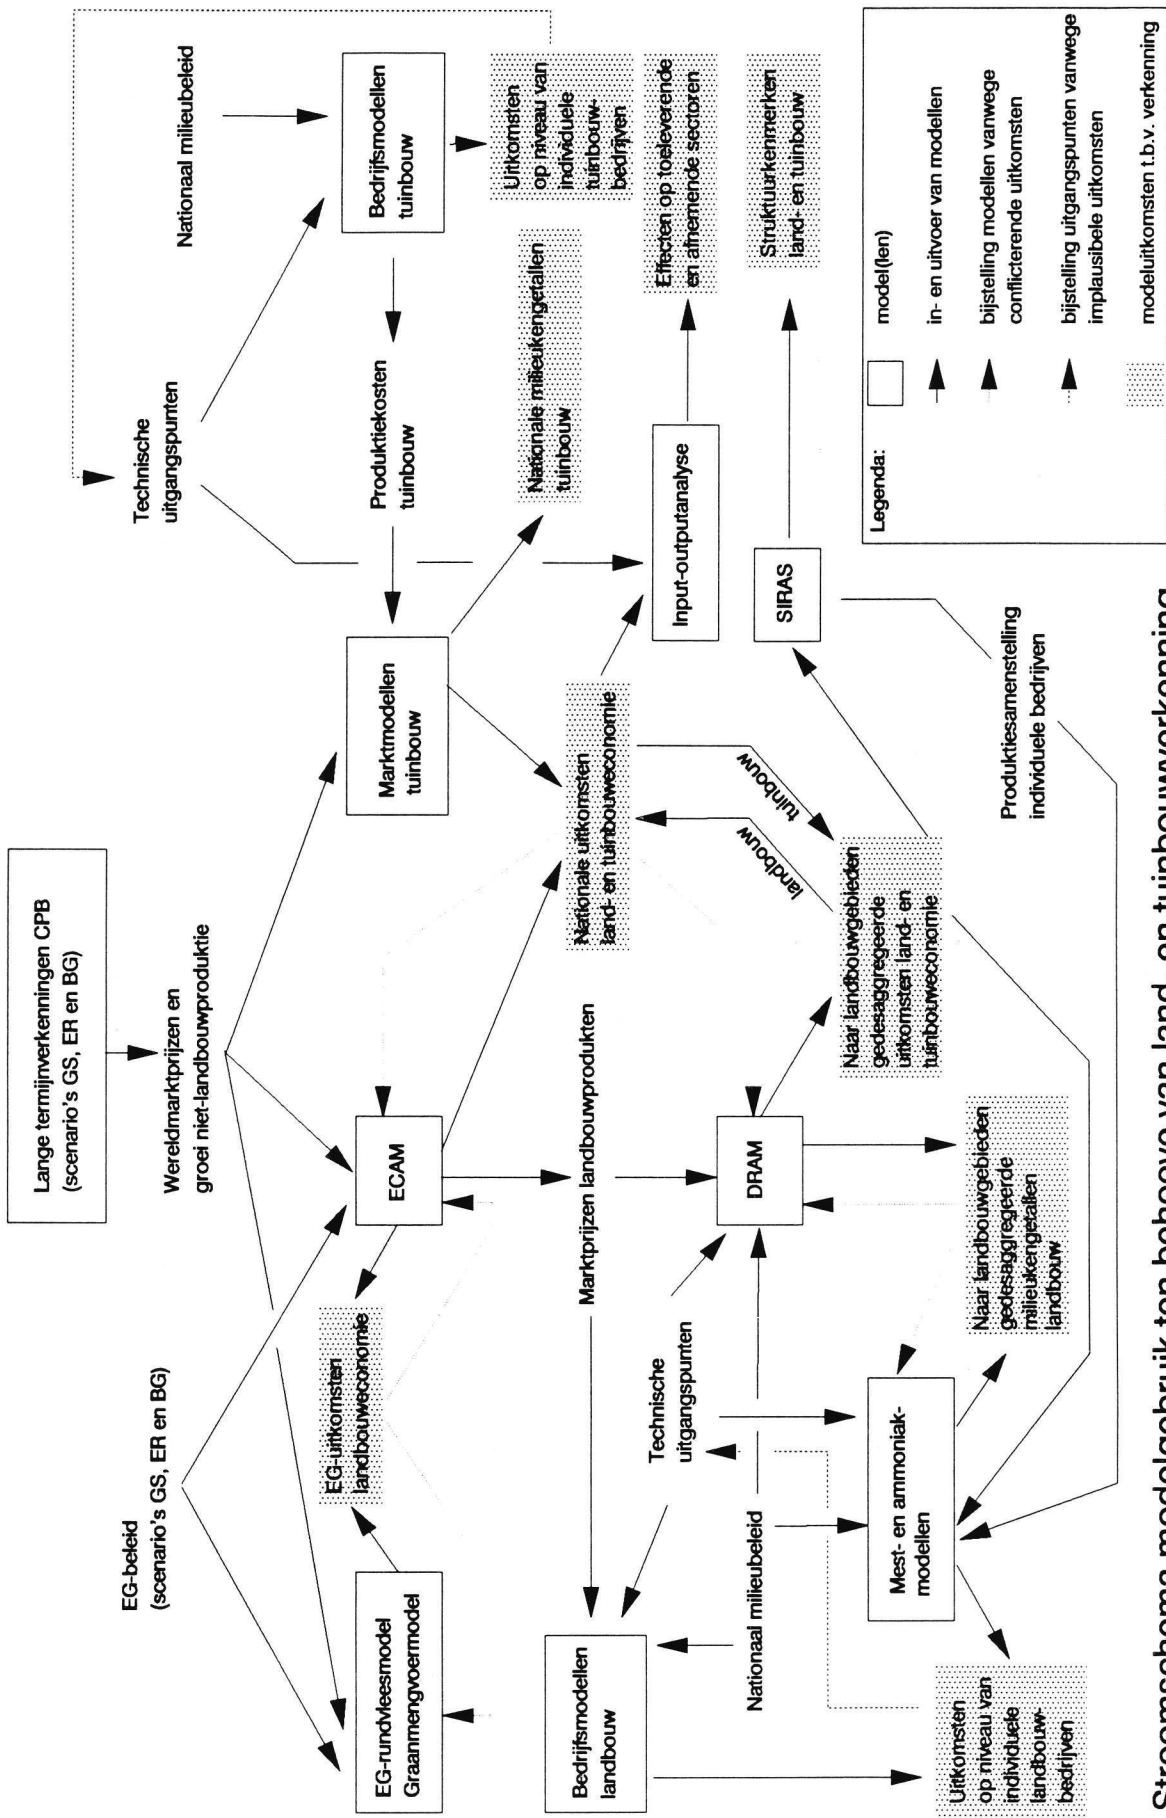 Lange termijnverkenningen CPB
(scenario's GS, ER en BG)
EG-beleid
(scenario's GS, ER en BG)
Wereldmarktprijzen en
groei niet-landbouwproduktie
Technische
uitgangspunten
Nationaal milieubeleid
EG-rundvleesmodel
Graanmengvoermodel
EG-uitkomsten
landbouweconomie
ECAM
Marktmodellen
tuinbouw
Produktiekosten
tuinbouw
Bedrijfsmodellen
tuinbouw
Uitkomsten
op niveau van
individuele
tuinbouw-
bedrijven
Nationale milieukengetallen
tuinbouw
Nationale uitkomsten
land- en tuinbouweconomie
Marktprijzen landbouwprodukten
Bedrijfsmodellen
landbouw
Input-outputanalyse
Effecten op toeleverende
en afnemende sectoren
landbouw
tuinbouw
Technische
uitgangspunten
DRAM
Naar landbouwgebieden
gedesaggregeerde
uitkomsten land- en
tuinbouweconomie
SIRAS
Struktuurkenmerken
land- en tuinbouw
Nationaal milieubeleid
Mest- en ammoniak-
modellen
Naar landbouwgebieden
gedesaggregeerde
milieukengetallen
landbouw
Produktiesamenstelling
individuele bedrijven
Uitkomsten
op niveau van
individuele
landbouw-
bedrijven
Legenda:
model(len)
in- en uitvoer van modellen
bijstelling modellen vanwege
conflicterende uitkomsten
bijstelling uitgangspunten vanwege
implausibele uitkomsten
modeluitkomsten t.b.v. verkenning
Stroomschema modelgebruik ten behoeve van land- en tuinbouwverkenning